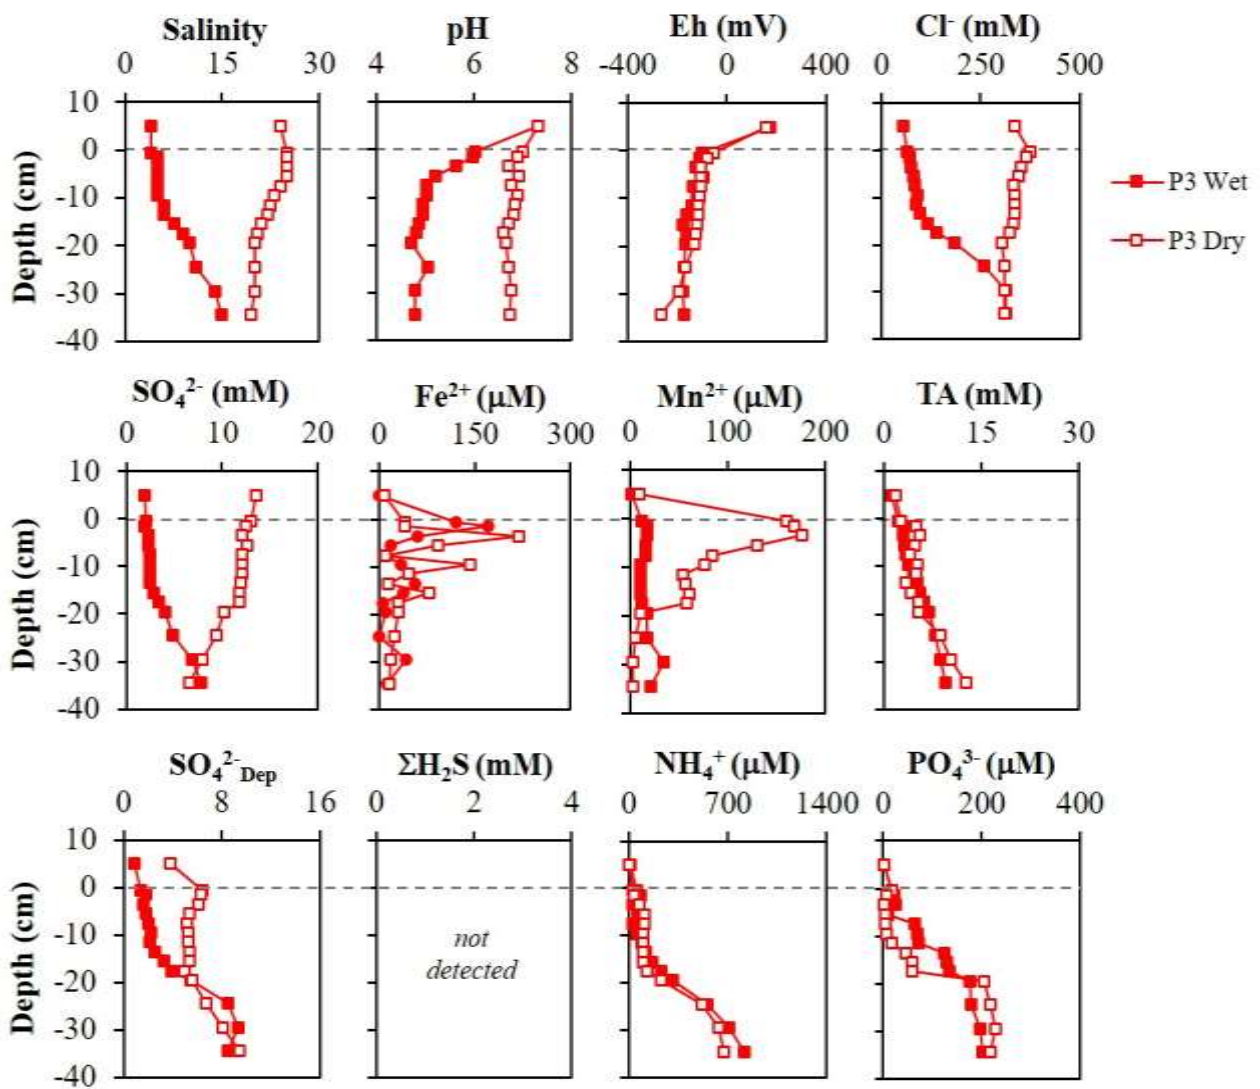 Salinity pH Eh (mV) Cl⁻ (mM)
0 15 30 4 6 8 -400 0 400 0 250 500
10
0
-10
-20
-30
-40
Depth (cm)
P3 Wet
P3 Dry
SO₄²⁻ (mM) Fe²⁺ (μM) Mn²⁺ (μM) TA (mM)
0 10 20 0 150 300 0 100 200 0 15 30
10
0
-10
-20
-30
-40
Depth (cm)
SO₄²⁻Dep ΣH₂S (mM) NH₄⁺ (μM) PO₄³⁻ (μM)
0 8 16 0 2 4 0 700 1400 0 200 400
10
0
-10
-20
-30
-40
Depth (cm)
not
detected